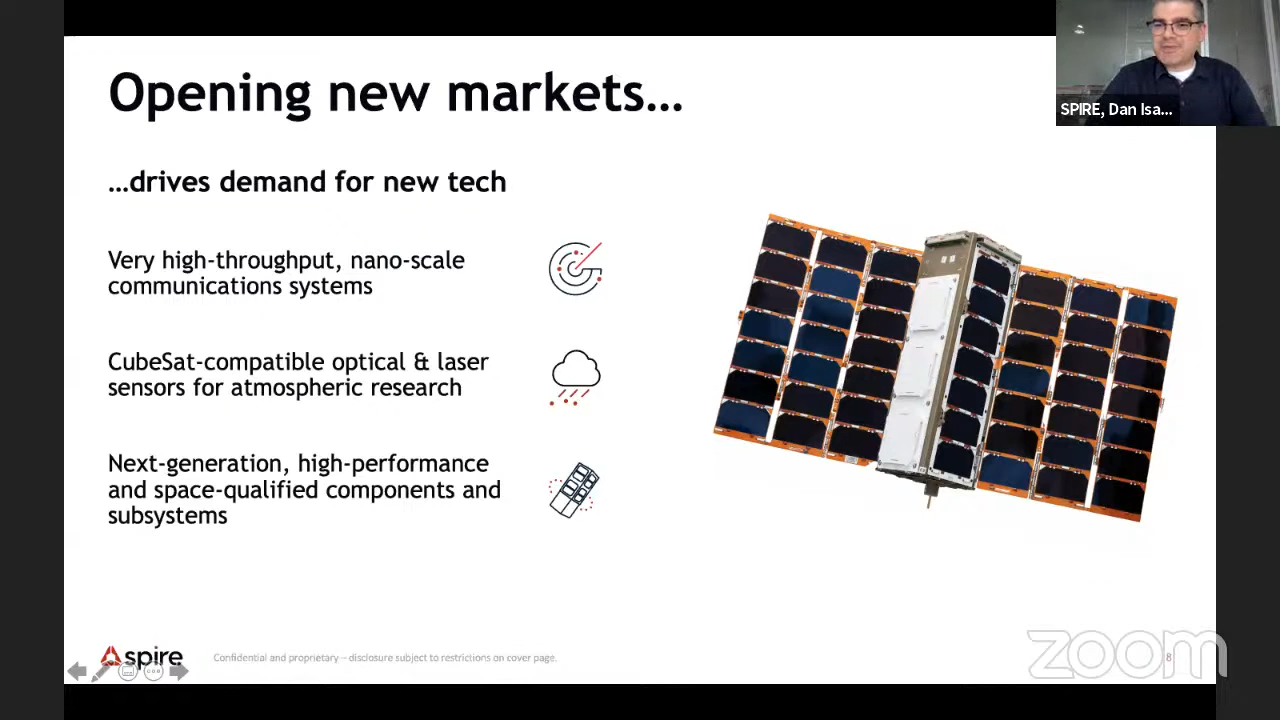 Opening new markets…
SPIRE, Dan Isa...
…drives demand for new tech
Very high-throughput, nano-scale
communications systems
CubeSat-compatible optical & laser
sensors for atmospheric research
Next-generation, high-performance
and space-qualified components and
subsystems
spire
Confidential and proprietary – disclosure subject to restrictions on cover page.
zoom
8